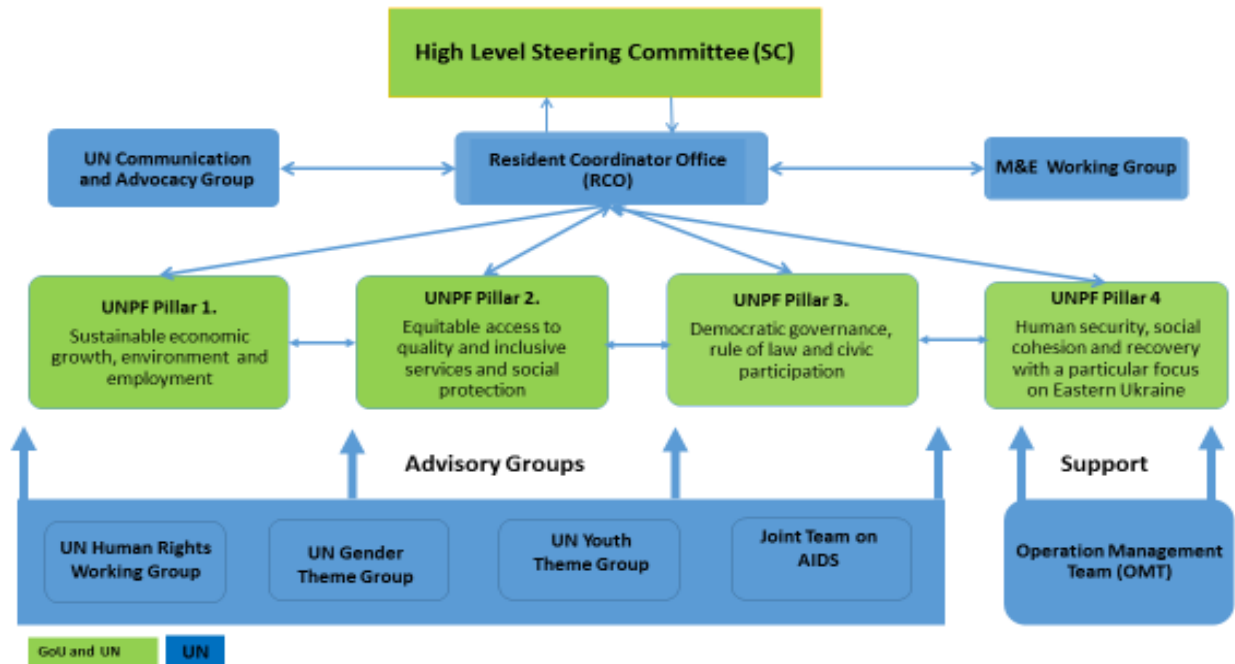 High Level Steering Committee (SC)
UN Communication
and Advocacy Group
Resident Coordinator Office
(RCO)
M&E Working Group
UNPF Pillar 1.
Sustainable economic
growth, environment and
employment
UNPF Pillar 2.
Equitable access to
quality and inclusive
services and social
protection
UNPF Pillar 3.
Democratic governance,
rule of law and civic
participation
UNPF Pillar 4
Human security, social
cohesion and recovery
with a particular focus
on Eastern Ukraine
Advisory Groups
Support
UN Human Rights
Working Group
UN Gender
Theme Group
UN Youth
Theme Group
Joint Team on
AIDS
Operation Management
Team (OMT)
GoU and UN
UN